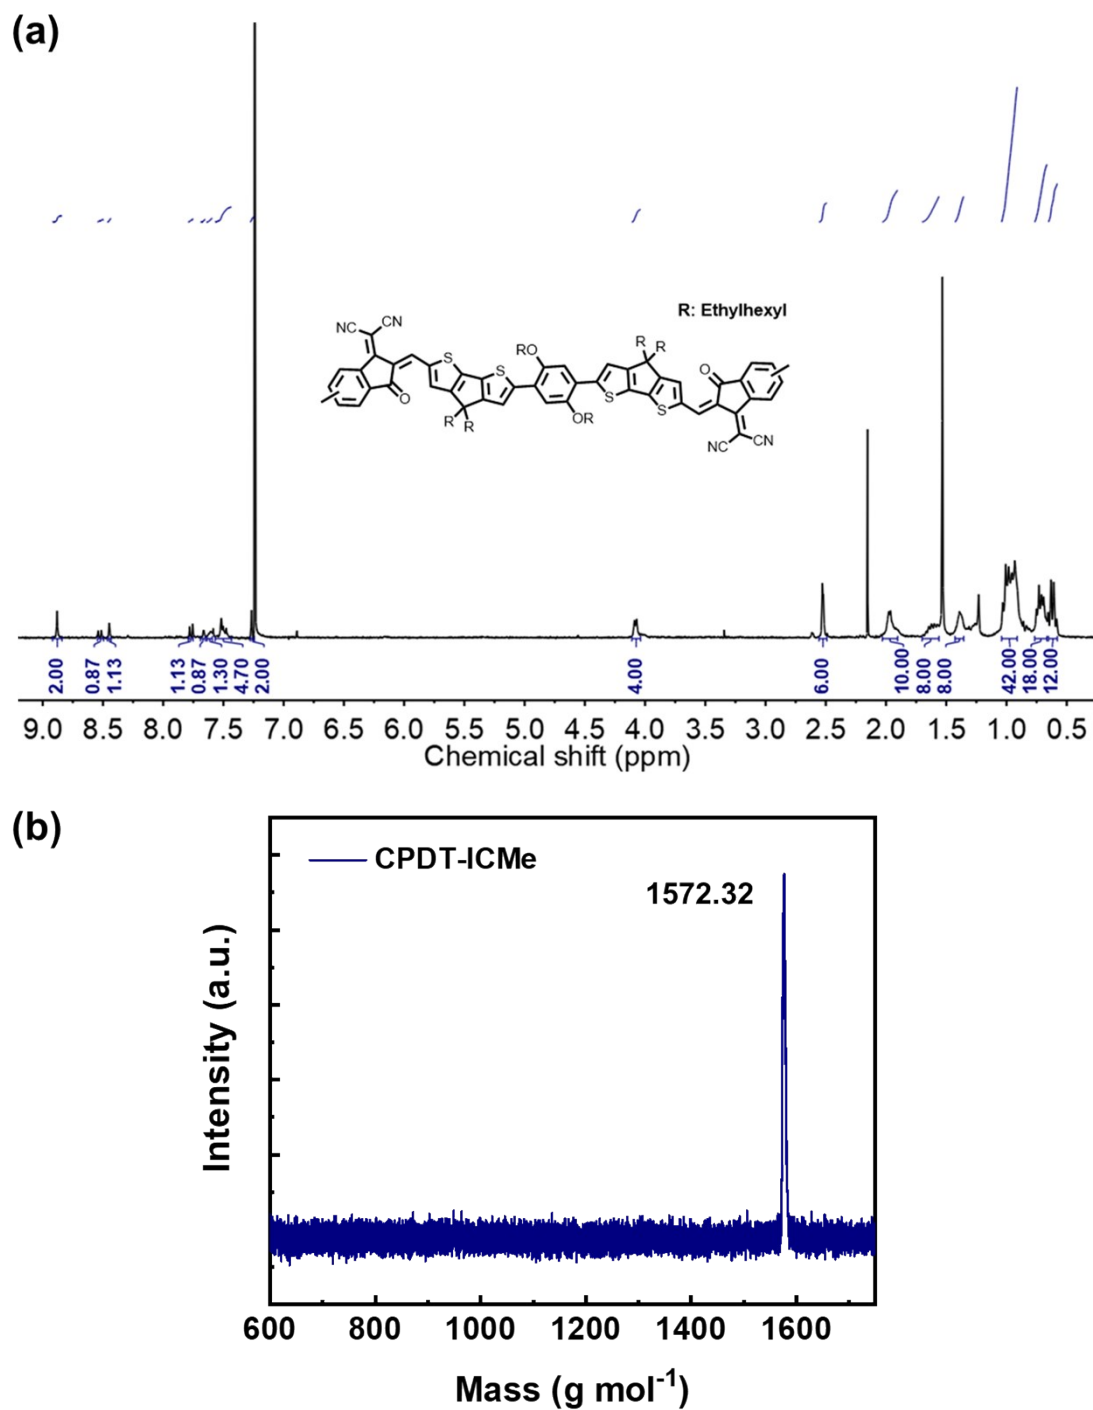 (a)
R: Ethylhexyl
NC CN
S S RO R R O
O R R OR S S
NC CN
2.00 0.87 1.13 1.13 0.87 1.30 4.70 2.00 4.00 6.00 10.00 8.00 8.00 42.00 18.00 12.00
9.0 8.5 8.0 7.5 7.0 6.5 6.0 5.5 5.0 4.5 4.0 3.5 3.0 2.5 2.0 1.5 1.0 0.5
Chemical shift (ppm)
(b)
CPDT-ICMe
1572.32
Intensity (a.u.)
600 800 1000 1200 1400 1600
Mass (g mol⁻¹)